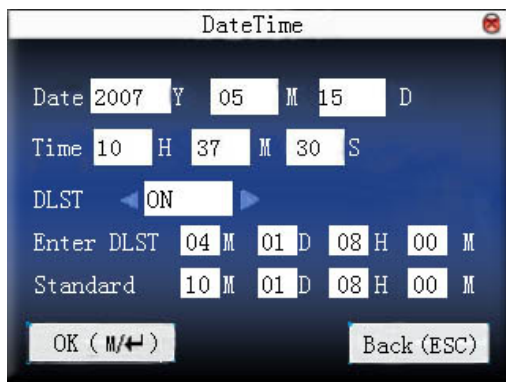 DateTime
Date 2007 Y 05 M 15 D
Time 10 H 37 M 30 S
DLST ON
Enter DLST 04 M 01 D 08 H 00 M
Standard 10 M 01 D 08 H 00 M
OK (M/↵) Back (ESC)